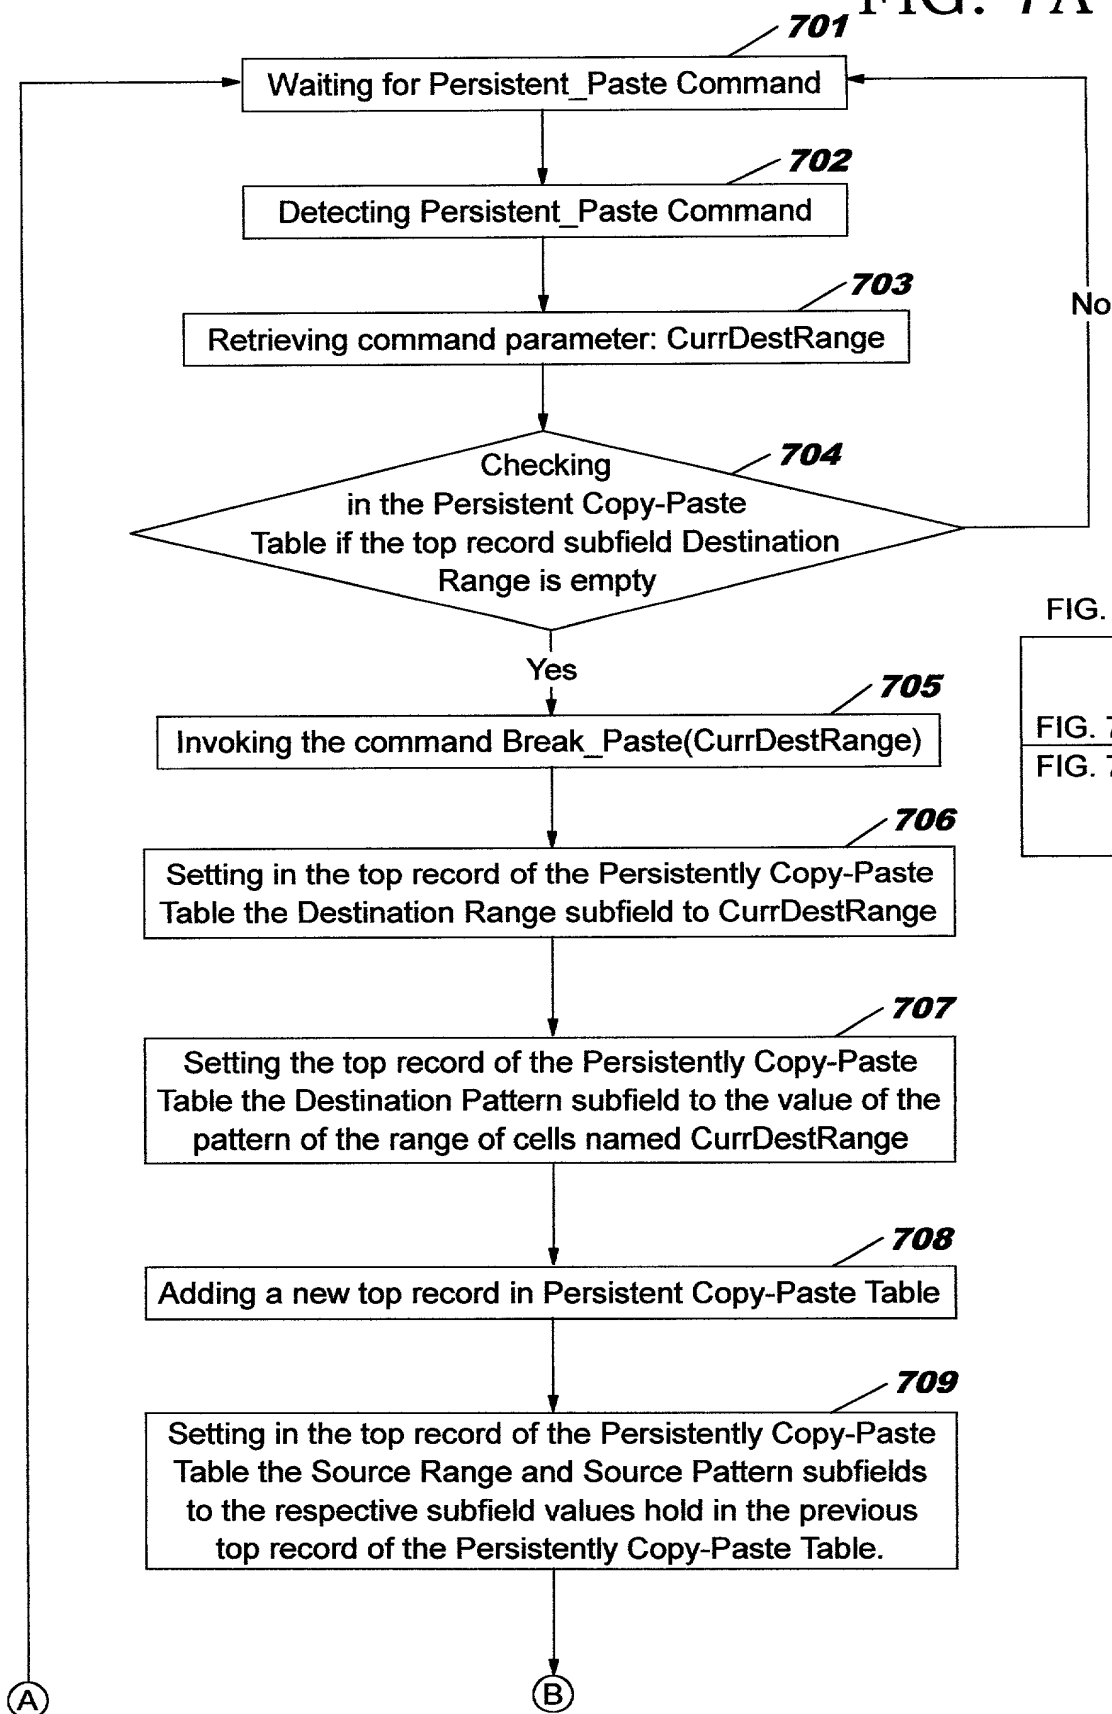 FIG. 7A
701
Waiting for Persistent_Paste Command
702
Detecting Persistent_Paste Command
703
No
Retrieving command parameter: CurrDestRange
704
Checking
in the Persistent Copy-Paste
Table if the top record subfield Destination
Range is empty
FIG.
Yes
705
FIG. 7
Invoking the command Break_Paste(CurrDestRange)
FIG. 7
706
Setting in the top record of the Persistently Copy-Paste
Table the Destination Range subfield to CurrDestRange
707
Setting the top record of the Persistently Copy-Paste
Table the Destination Pattern subfield to the value of the
pattern of the range of cells named CurrDestRange
708
Adding a new top record in Persistent Copy-Paste Table
709
Setting in the top record of the Persistently Copy-Paste
Table the Source Range and Source Pattern subfields
to the respective subfield values hold in the previous
top record of the Persistently Copy-Paste Table.
A
B